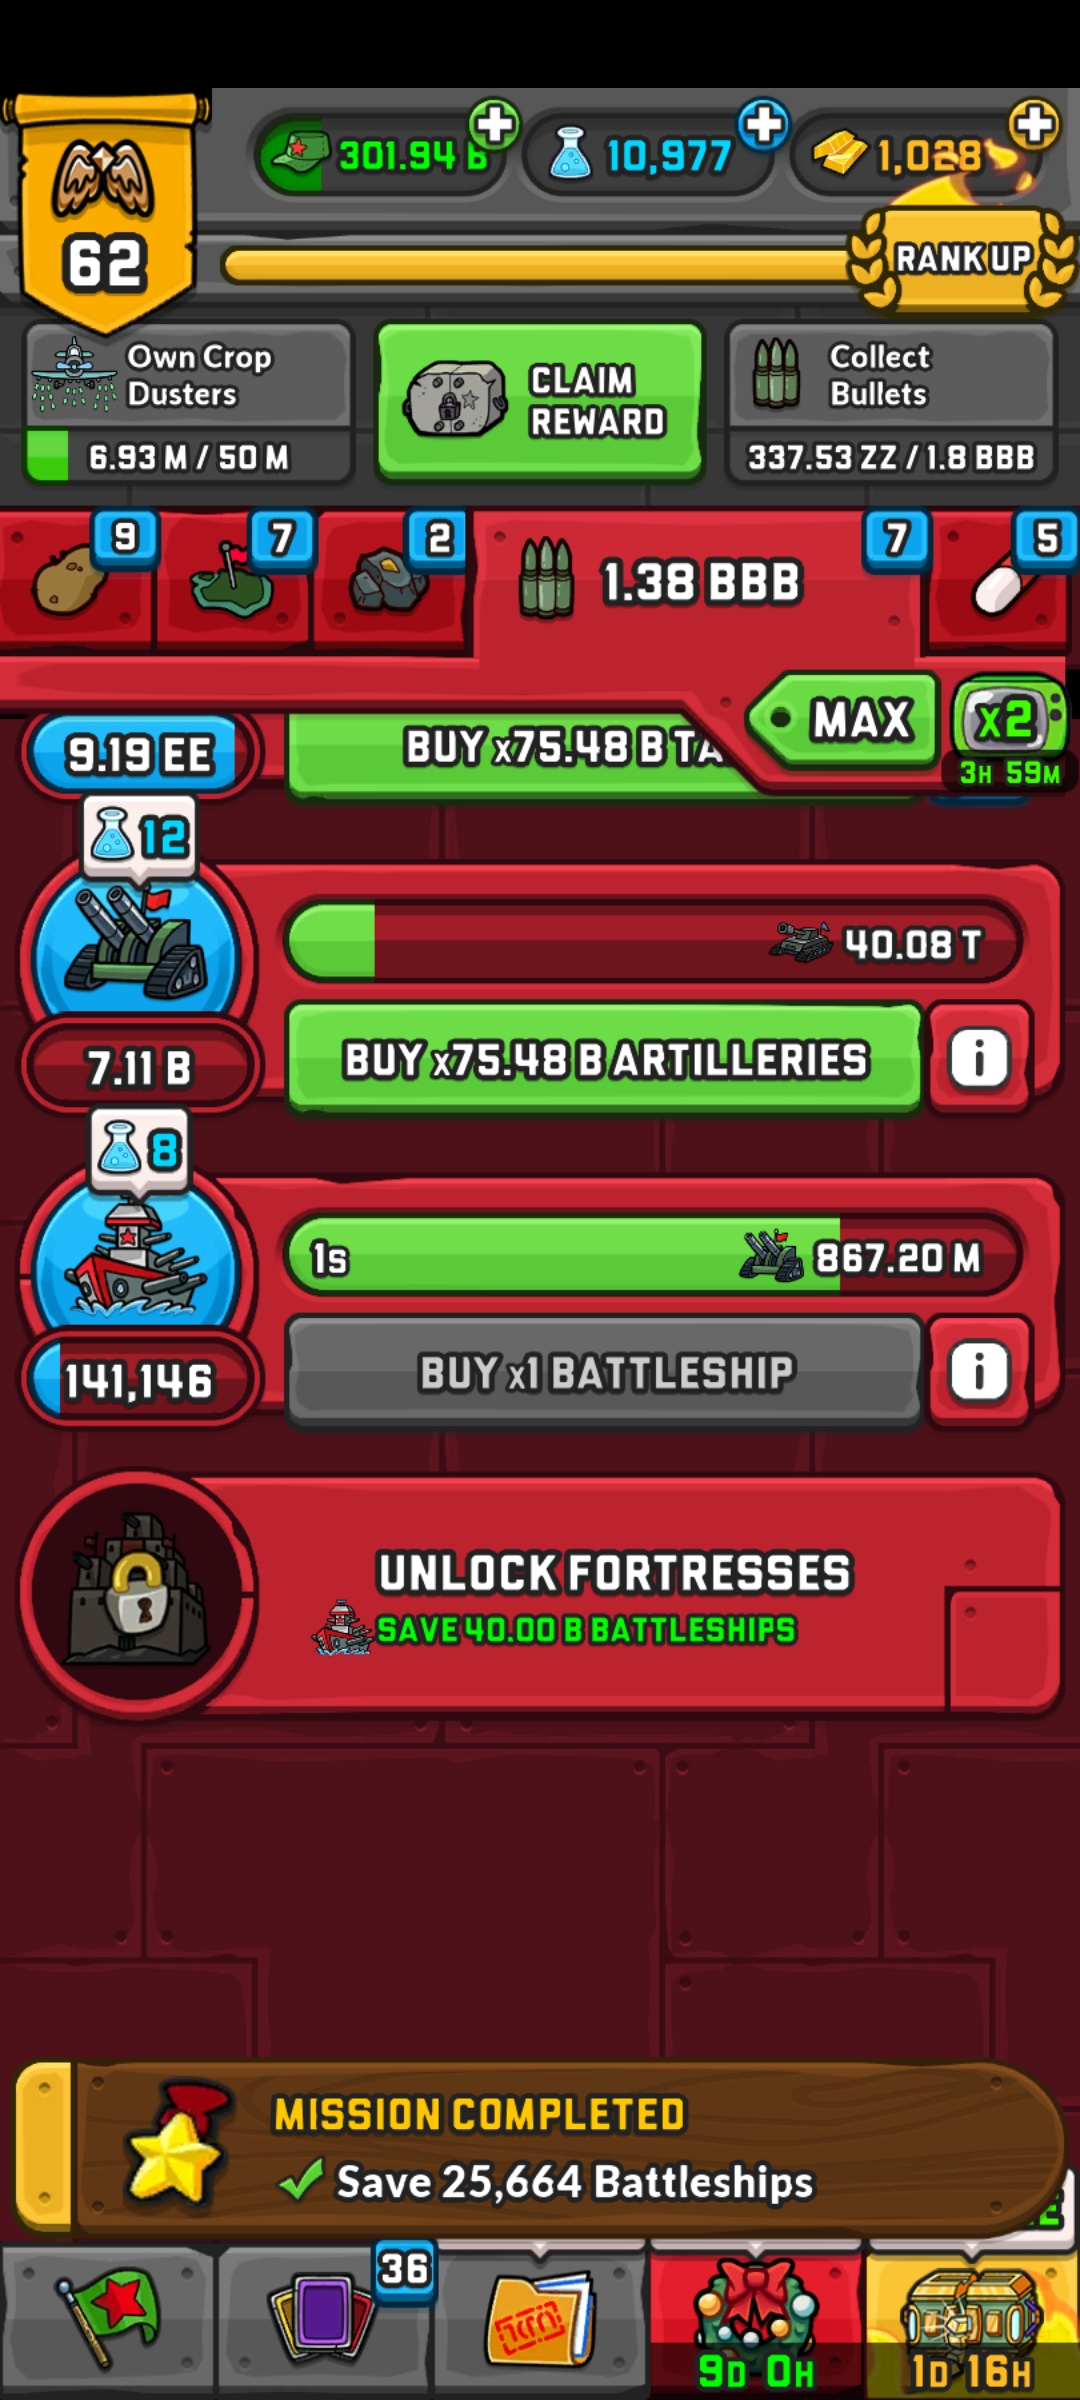 301.94 B
10,977
1,028
62
RANK UP
Own Crop
Dusters
6.93 M / 50 M
CLAIM
REWARD
Collect
Bullets
337.53 ZZ / 1.8 BBB
9
7
2
1.38 BBB
7
5
MAX
x2
3H 59M
9.19 EE
BUY x75.48 B TA
12
40.08 T
7.11 B
BUY x75.48 B ARTILLERIES
i
8
1s
867.20 M
141,146
BUY x1 BATTLESHIP
i
UNLOCK FORTRESSES
SAVE 40.00 B BATTLESHIPS
MISSION COMPLETED
Save 25,664 Battleships
36
9D 0H
1D 16H